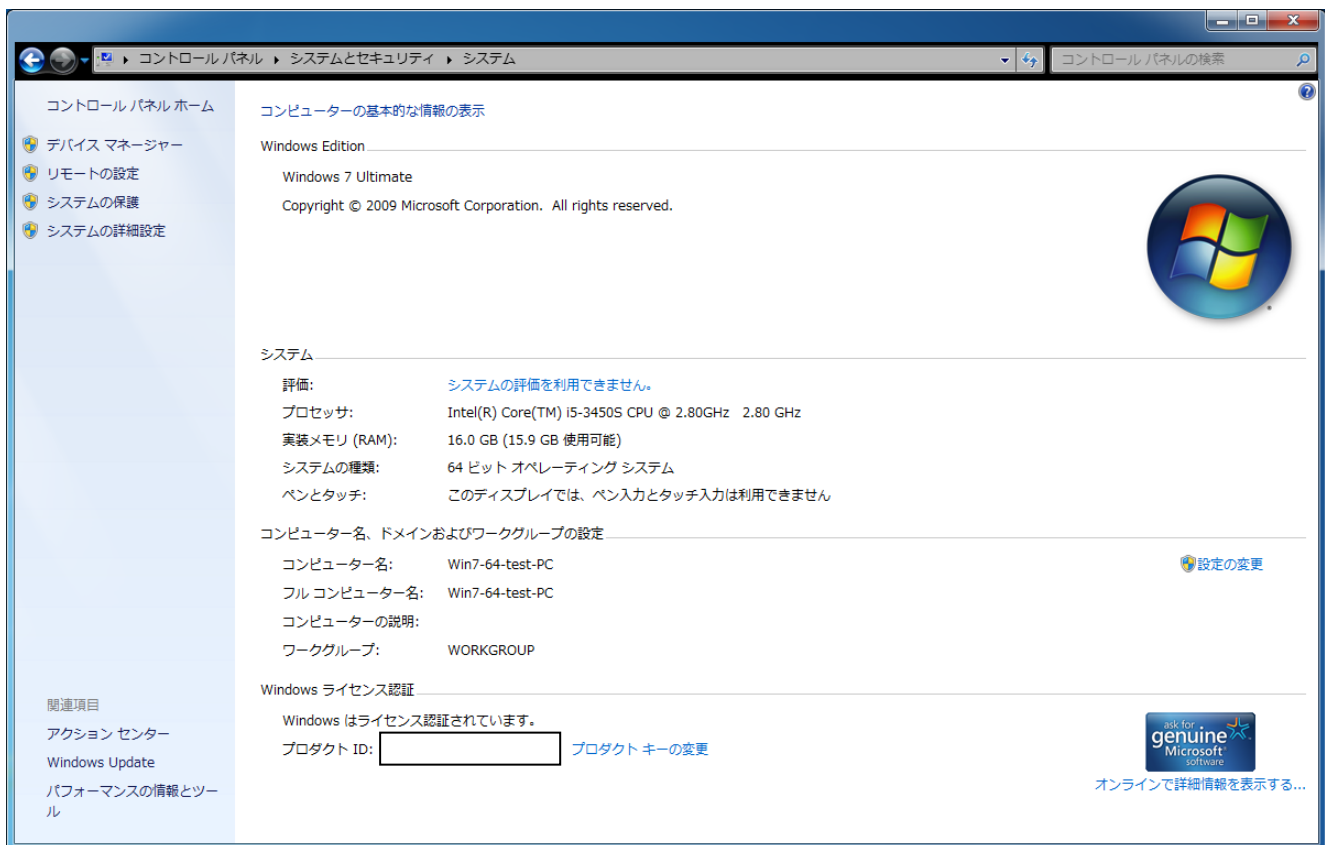 コントロール パネル ▸ システムとセキュリティ ▸ システム
コントロール パネルの検索
コントロール パネル ホーム
デバイス マネージャー
リモートの設定
システムの保護
システムの詳細設定
関連項目
アクション センター
Windows Update
パフォーマンスの情報とツー
ル
コンピューターの基本的な情報の表示
Windows Edition
Windows 7 Ultimate
Copyright © 2009 Microsoft Corporation. All rights reserved.
システム
評価: システムの評価を利用できません。
プロセッサ: Intel(R) Core(TM) i5-3450S CPU @ 2.80GHz 2.80 GHz
実装メモリ (RAM): 16.0 GB (15.9 GB 使用可能)
システムの種類: 64 ビット オペレーティング システム
ペンとタッチ: このディスプレイでは、ペン入力とタッチ入力は利用できません
コンピューター名、ドメインおよびワークグループの設定
コンピューター名: Win7-64-test-PC 設定の変更
フル コンピューター名: Win7-64-test-PC
コンピューターの説明:
ワークグループ: WORKGROUP
Windows ライセンス認証
Windows はライセンス認証されています。
プロダクト ID: プロダクト キーの変更
ask for
genuine
Microsoft
software
オンラインで詳細情報を表示する...